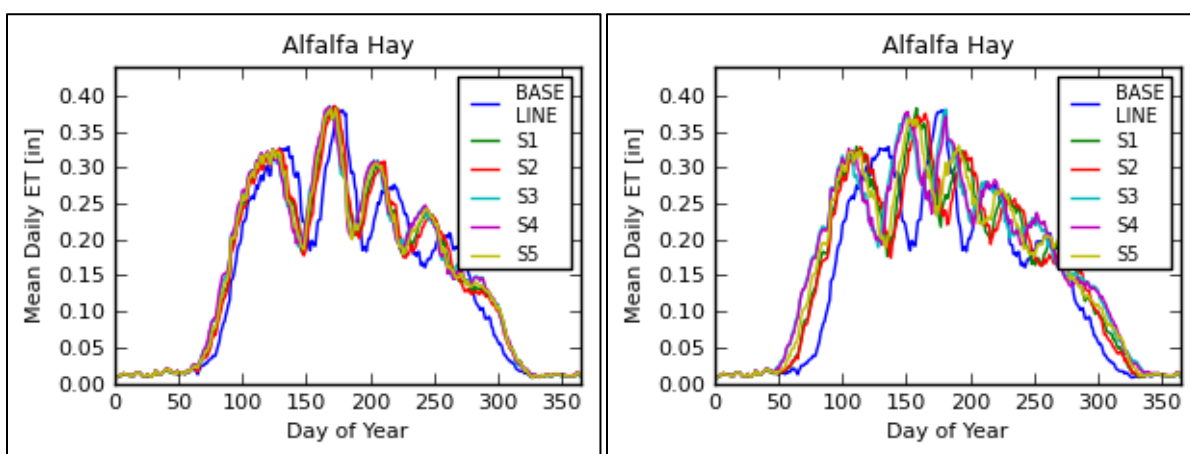 Alfalfa Hay
Mean Daily ET [in]
0.40
0.35
0.30
0.25
0.20
0.15
0.10
0.05
0.00
BASE
LINE
S1
S2
S3
S4
S5
0 50 100 150 200 250 300 350
Day of Year
Alfalfa Hay
Mean Daily ET [in]
0.40
0.35
0.30
0.25
0.20
0.15
0.10
0.05
0.00
BASE
LINE
S1
S2
S3
S4
S5
0 50 100 150 200 250 300 350
Day of Year